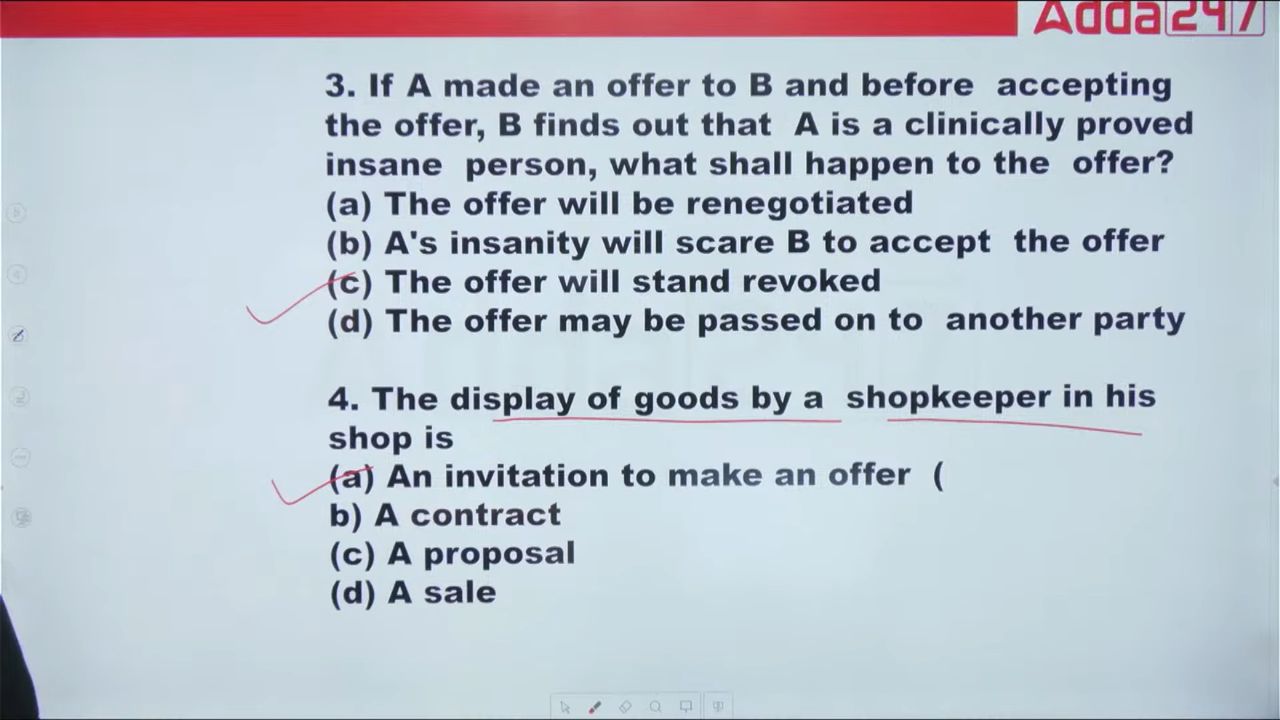 Adda247
3. If A made an offer to B and before accepting
the offer, B finds out that A is a clinically proved
insane person, what shall happen to the offer?
(a) The offer will be renegotiated
(b) A's insanity will scare B to accept the offer
(c) The offer will stand revoked
(d) The offer may be passed on to another party
4. The display of goods by a shopkeeper in his
shop is
(a) An invitation to make an offer (
b) A contract
(c) A proposal
(d) A sale